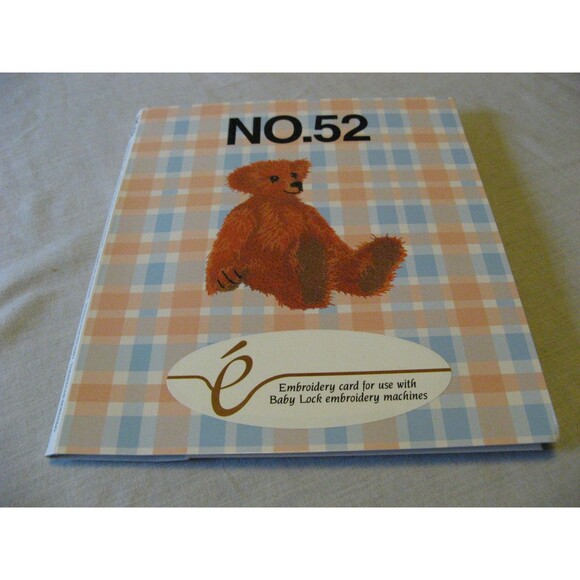 NO.52
é
Embroidery card for use with
Baby Lock embroidery machines